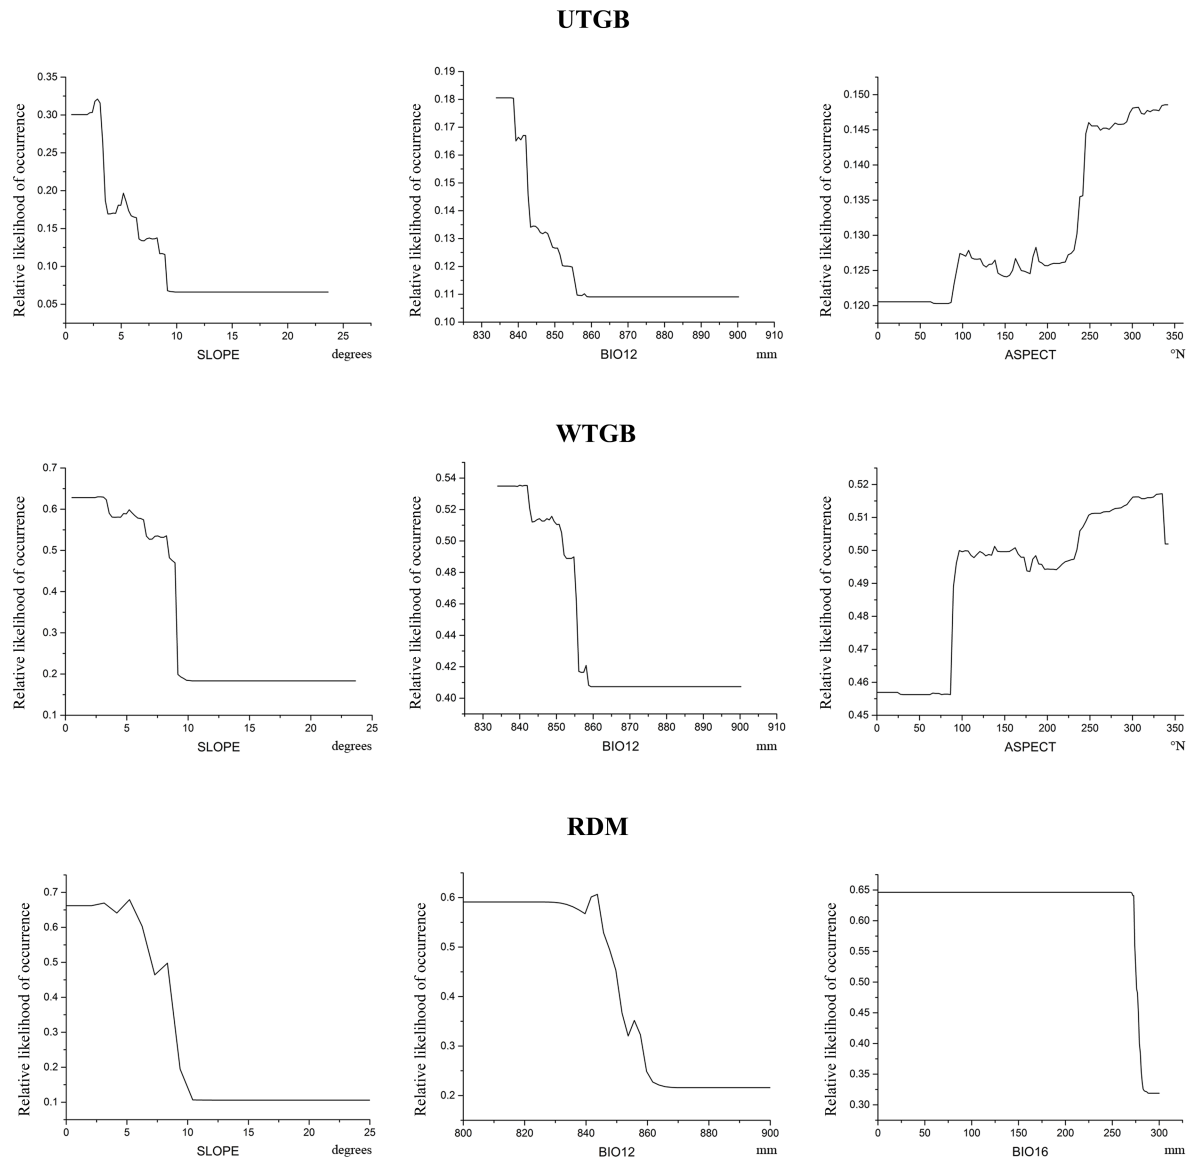 UTGB
Relative likelihood of occurrence
0.35
0.30
0.25
0.20
0.15
0.10
0.05
0 5 10 15 20 25
SLOPE degrees
Relative likelihood of occurrence
0.19
0.18
0.17
0.16
0.15
0.14
0.13
0.12
0.11
0.10
830 840 850 860 870 880 890 900 910
BIO12 mm
Relative likelihood of occurrence
0.150
0.145
0.140
0.135
0.130
0.125
0.120
0 50 100 150 200 250 300 350
ASPECT °N
WTGB
Relative likelihood of occurrence
0.7
0.6
0.5
0.4
0.3
0.2
0.1
0 5 10 15 20 25
SLOPE degrees
Relative likelihood of occurrence
0.54
0.52
0.50
0.48
0.46
0.44
0.42
0.40
830 840 850 860 870 880 890 900 910
BIO12 mm
Relative likelihood of occurrence
0.52
0.51
0.50
0.49
0.48
0.47
0.46
0.45
0 50 100 150 200 250 300 350
ASPECT °N
RDM
Relative likelihood of occurrence
0.7
0.6
0.5
0.4
0.3
0.2
0.1
0 5 10 15 20 25
SLOPE degrees
Relative likelihood of occurrence
0.6
0.5
0.4
0.3
0.2
800 820 840 860 880 900
BIO12 mm
Relative likelihood of occurrence
0.65
0.60
0.55
0.50
0.45
0.40
0.35
0.30
0 50 100 150 200 250 300
BIO16 mm